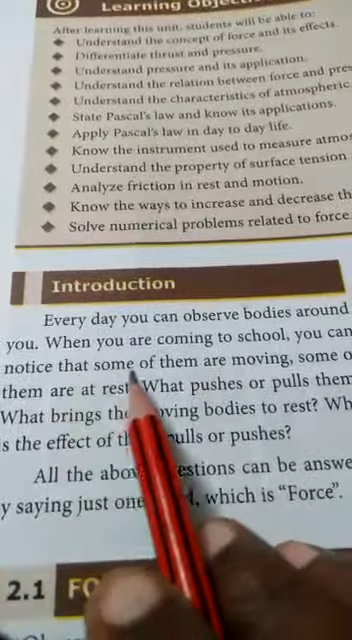 Learning Objec
After learning this unit, students will be able to:
◆ Understand the concept of force and its effects.
◆ Differentiate thrust and pressure.
◆ Understand pressure and its application.
◆ Understand the relation between force and pres
◆ Understand the characteristics of atmospheric
◆ State Pascal's law and know its applications.
◆ Apply Pascal's law in day to day life.
◆ Know the instrument used to measure atmos
◆ Understand the property of surface tension
◆ Analyze friction in rest and motion.
◆ Know the ways to increase and decrease th
◆ Solve numerical problems related to force
Introduction
Every day you can observe bodies around
you. When you are coming to school, you can
notice that some of them are moving, some o
them are at rest. What pushes or pulls them
What brings the oving bodies to rest? Wh
s the effect of th pulls or pushes?
All the abov estions can be answe
y saying just one d, which is "Force".
2.1 FO